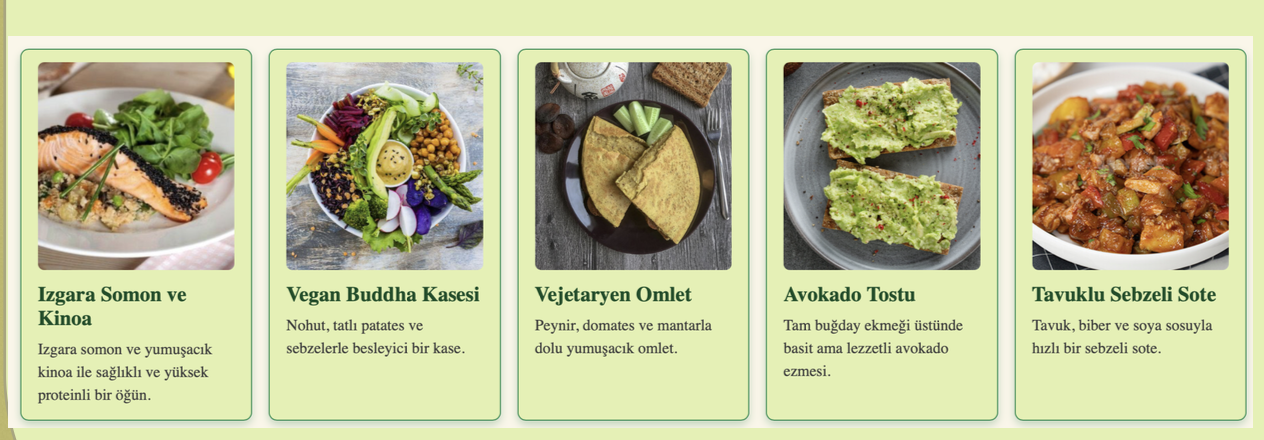 Izgara Somon ve
Kinoa
Izgara somon ve yumuşacık
kinoa ile sağlıklı ve yüksek
proteinli bir öğün.
Vegan Buddha Kasesi
Nohut, tatlı patates ve
sebzelerle besleyici bir kase.
Vejetaryen Omlet
Peynir, domates ve mantarla
dolu yumuşacık omlet.
Avokado Tostu
Tam buğday ekmeği üstünde
basit ama lezzetli avokado
ezmesi.
Tavuklu Sebzeli Sote
Tavuk, biber ve soya sosuyla
hızlı bir sebzeli sote.